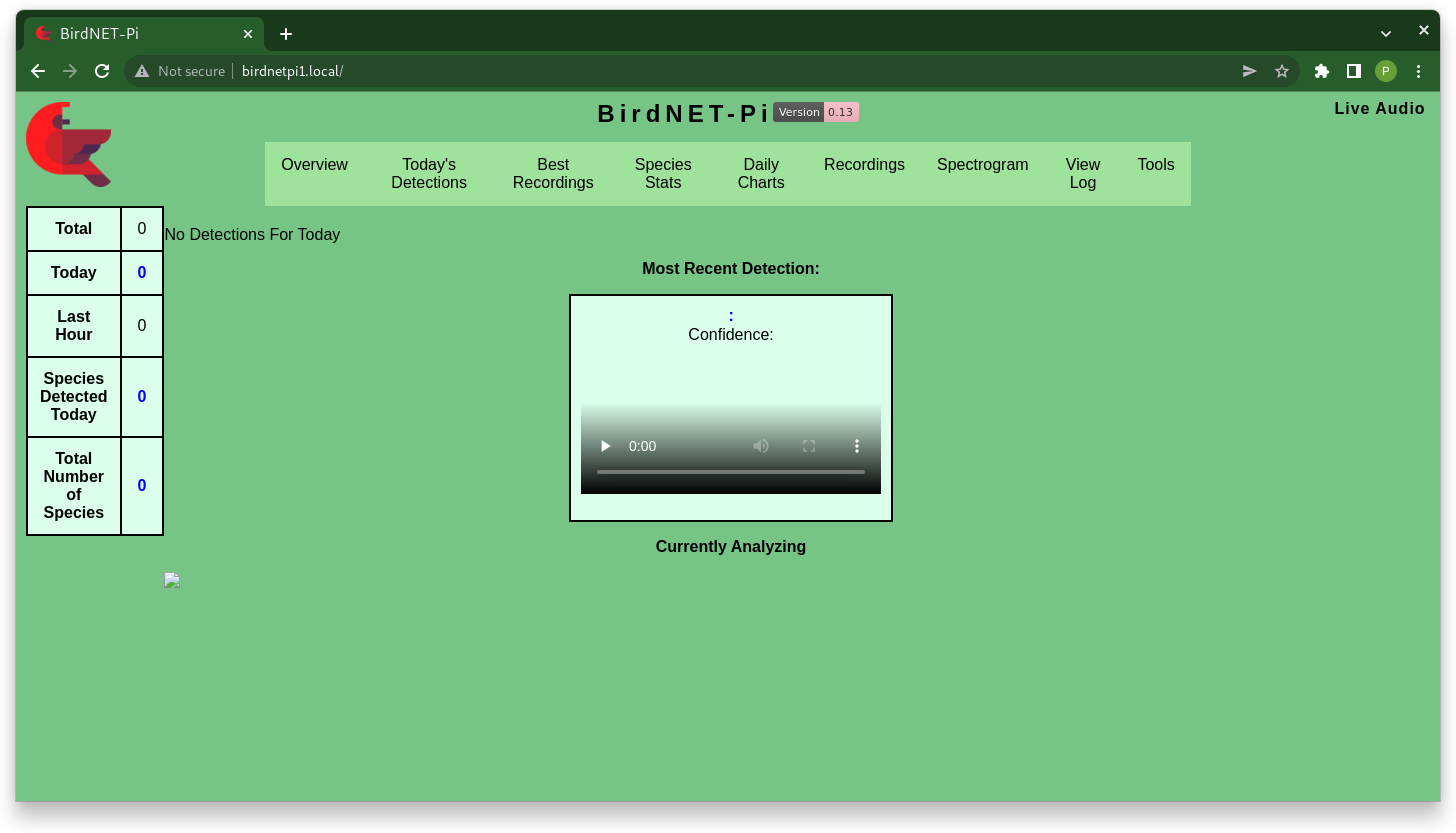 BirdNET-Pi
Not secure
birdnetpi1.local/
P
BirdNET-Pi
Version 0.13
Live Audio
Overview
Today's
Detections
Best
Recordings
Species
Stats
Daily
Charts
Recordings
Spectrogram
View
Log
Tools
Total 0
Today 0
Last
Hour
0
Species
Detected
Today
0
Total
Number
of
Species
0
No Detections For Today
Most Recent Detection:
:
Confidence:
0:00
Currently Analyzing